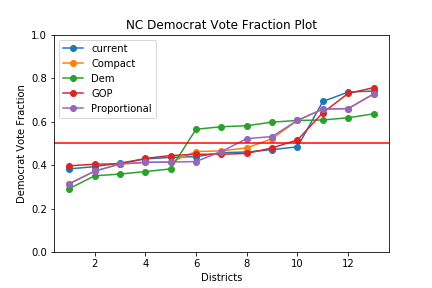 NC Democrat Vote Fraction Plot
current
Compact
Dem
GOP
Proportional
1.0
0.8
0.6
0.4
0.2
0.0
Democrat Vote Fraction
2 4 6 8 10 12
Districts